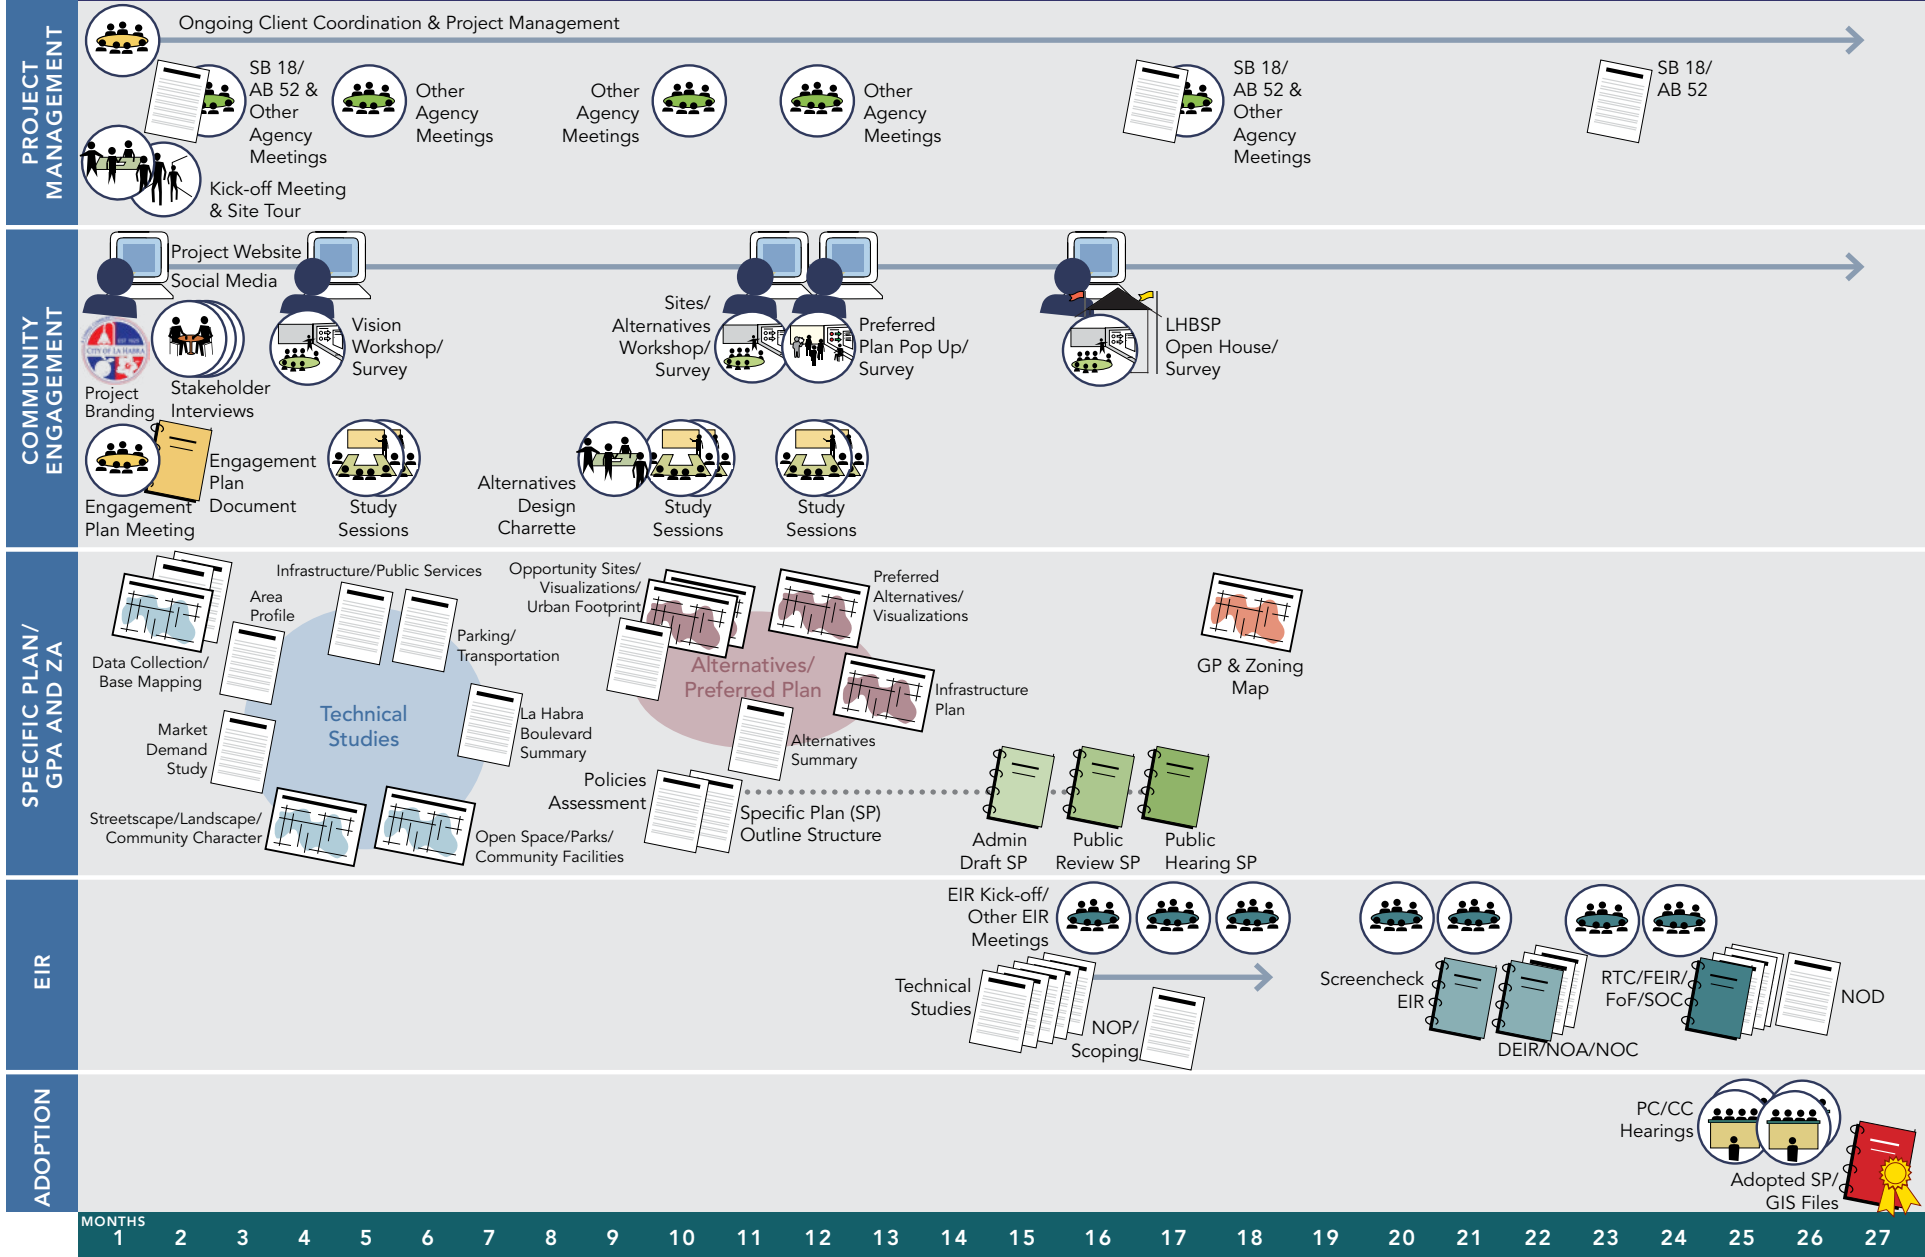 PROJECT
MANAGEMENT
Ongoing Client Coordination & Project Management
SB 18/
AB 52 &
Other
Agency
Meetings
Other
Agency
Meetings
Other
Agency
Meetings
Other
Agency
Meetings
SB 18/
AB 52 &
Other
Agency
Meetings
SB 18/
AB 52
Kick-off Meeting
& Site Tour
COMMUNITY
ENGAGEMENT
Project Website
Social Media
CITY OF LA HABRA
Project
Branding
Stakeholder
Interviews
Vision
Workshop/
Survey
Sites/
Alternatives
Workshop/
Survey
Preferred
Plan Pop Up/
Survey
LHBSP
Open House/
Survey
Engagement
Plan Meeting
Engagement
Plan
Document
Study
Sessions
Alternatives
Design
Charrette
Study
Sessions
Study
Sessions
SPECIFIC PLAN/
GPA AND ZA
Data Collection/
Base Mapping
Area
Profile
Infrastructure/Public Services
Parking/
Transportation
Technical
Studies
La Habra
Boulevard
Summary
Market
Demand
Study
Streetscape/Landscape/
Community Character
Open Space/Parks/
Community Facilities
Opportunity Sites/
Visualizations/
Urban Footprint
Preferred
Alternatives/
Visualizations
Alternatives/
Preferred Plan
Infrastructure
Plan
Alternatives
Summary
Policies
Assessment
Specific Plan (SP)
Outline Structure
Admin
Draft SP
Public
Review SP
Public
Hearing SP
GP & Zoning
Map
EIR
EIR Kick-off/
Other EIR
Meetings
Technical
Studies
NOP/
Scoping
Screencheck
EIR
DEIR/NOA/NOC
RTC/FEIR/
FoF/SOC
NOD
ADOPTION
PC/CC
Hearings
Adopted SP/
GIS Files
MONTHS
1 2 3 4 5 6 7 8 9 10 11 12 13 14 15 16 17 18 19 20 21 22 23 24 25 26 27